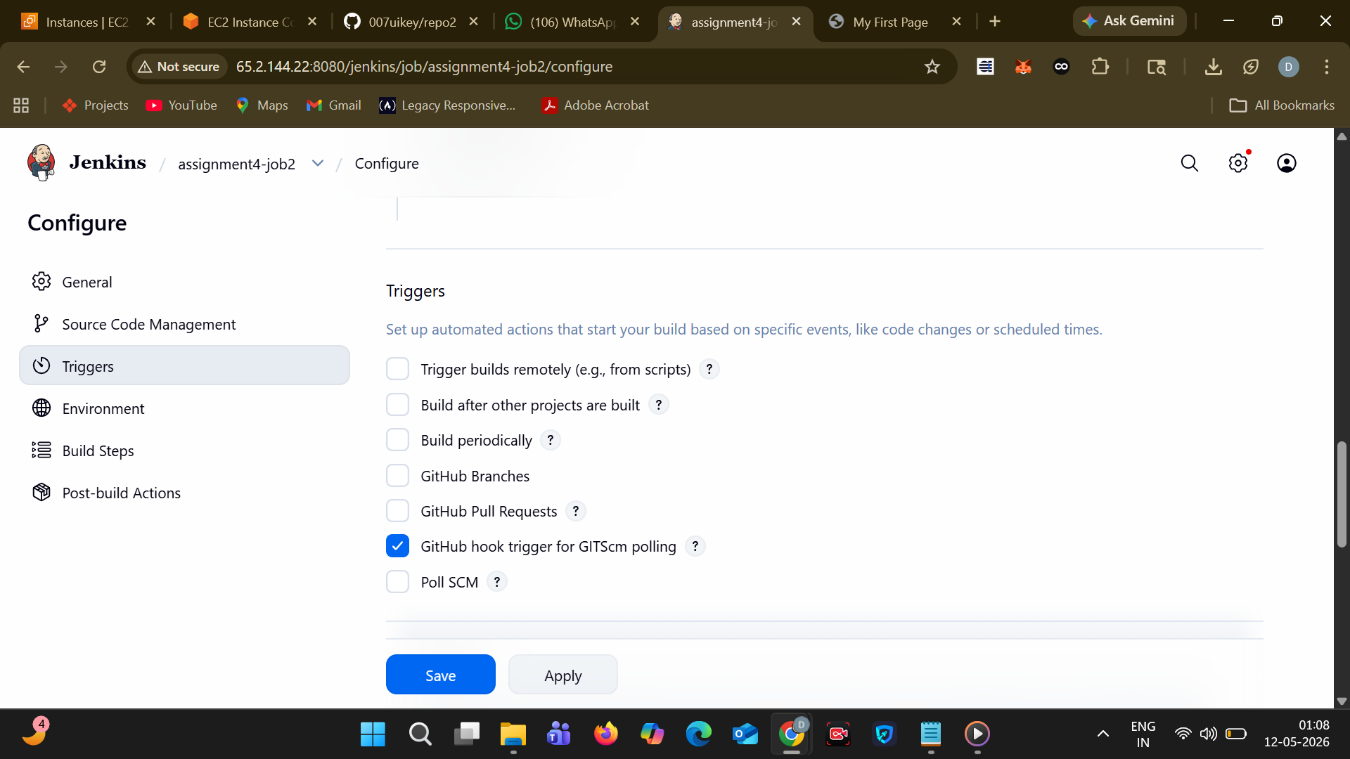 Instances | EC2
EC2 Instance Co
007uikey/repo2
(106) WhatsApp
assignment4-jo
My First Page
Ask Gemini
Not secure
65.2.144.22:8080/jenkins/job/assignment4-job2/configure
D
Projects
YouTube
Maps
Gmail
Legacy Responsive...
Adobe Acrobat
All Bookmarks
Jenkins / assignment4-job2 / Configure
Configure
General
Source Code Management
Triggers
Environment
Build Steps
Post-build Actions
Triggers
Set up automated actions that start your build based on specific events, like code changes or scheduled times.
Trigger builds remotely (e.g., from scripts) ?
Build after other projects are built ?
Build periodically ?
GitHub Branches
GitHub Pull Requests ?
GitHub hook trigger for GITScm polling ?
Poll SCM ?
Save
Apply
4
D
ENG
IN
01:08
12-05-2026